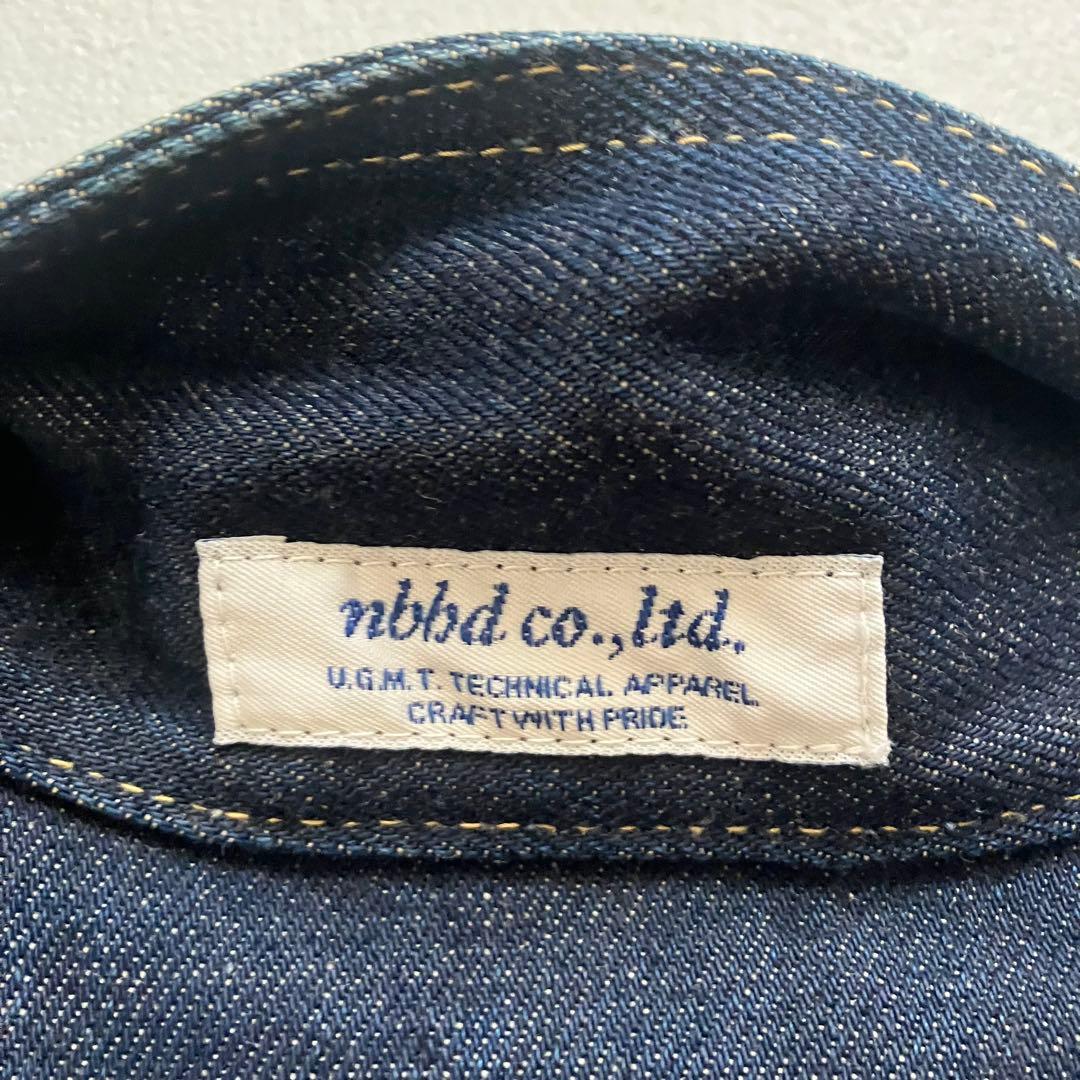 nbbd co.,ltd.
U.G.M.T. TECHNICAL APPAREL
CRAFT WITH PRIDE